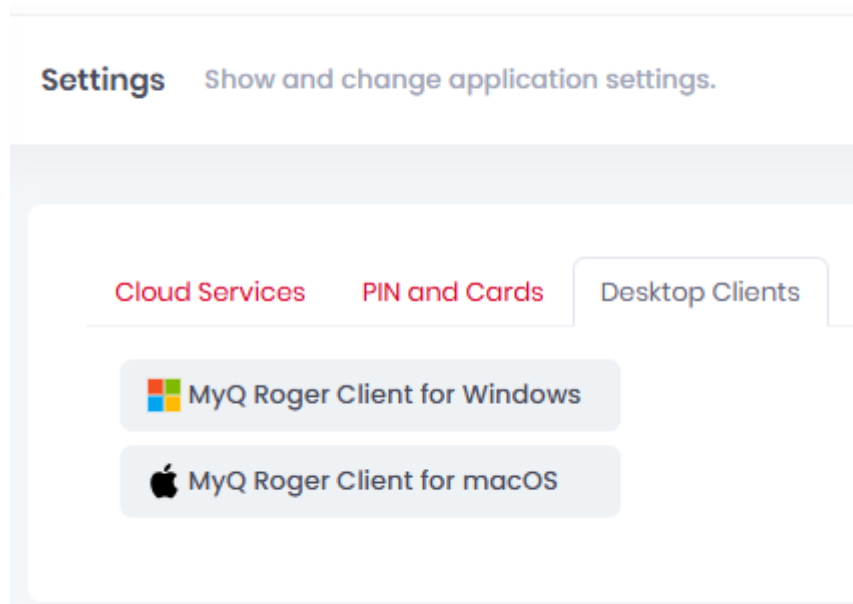 Settings Show and change application settings.
Cloud Services PIN and Cards Desktop Clients
MyQ Roger Client for Windows
MyQ Roger Client for macOS